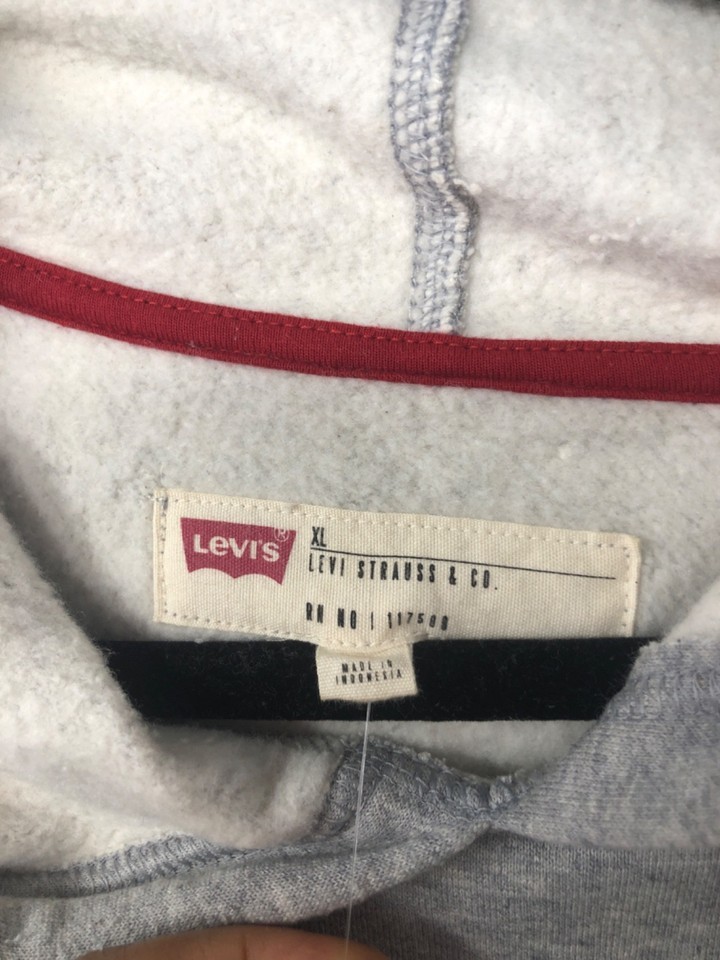 LEVI'S®
XL
LEVI STRAUSS & CO.
RN NO | 117508
MADE IN
INDONESIA